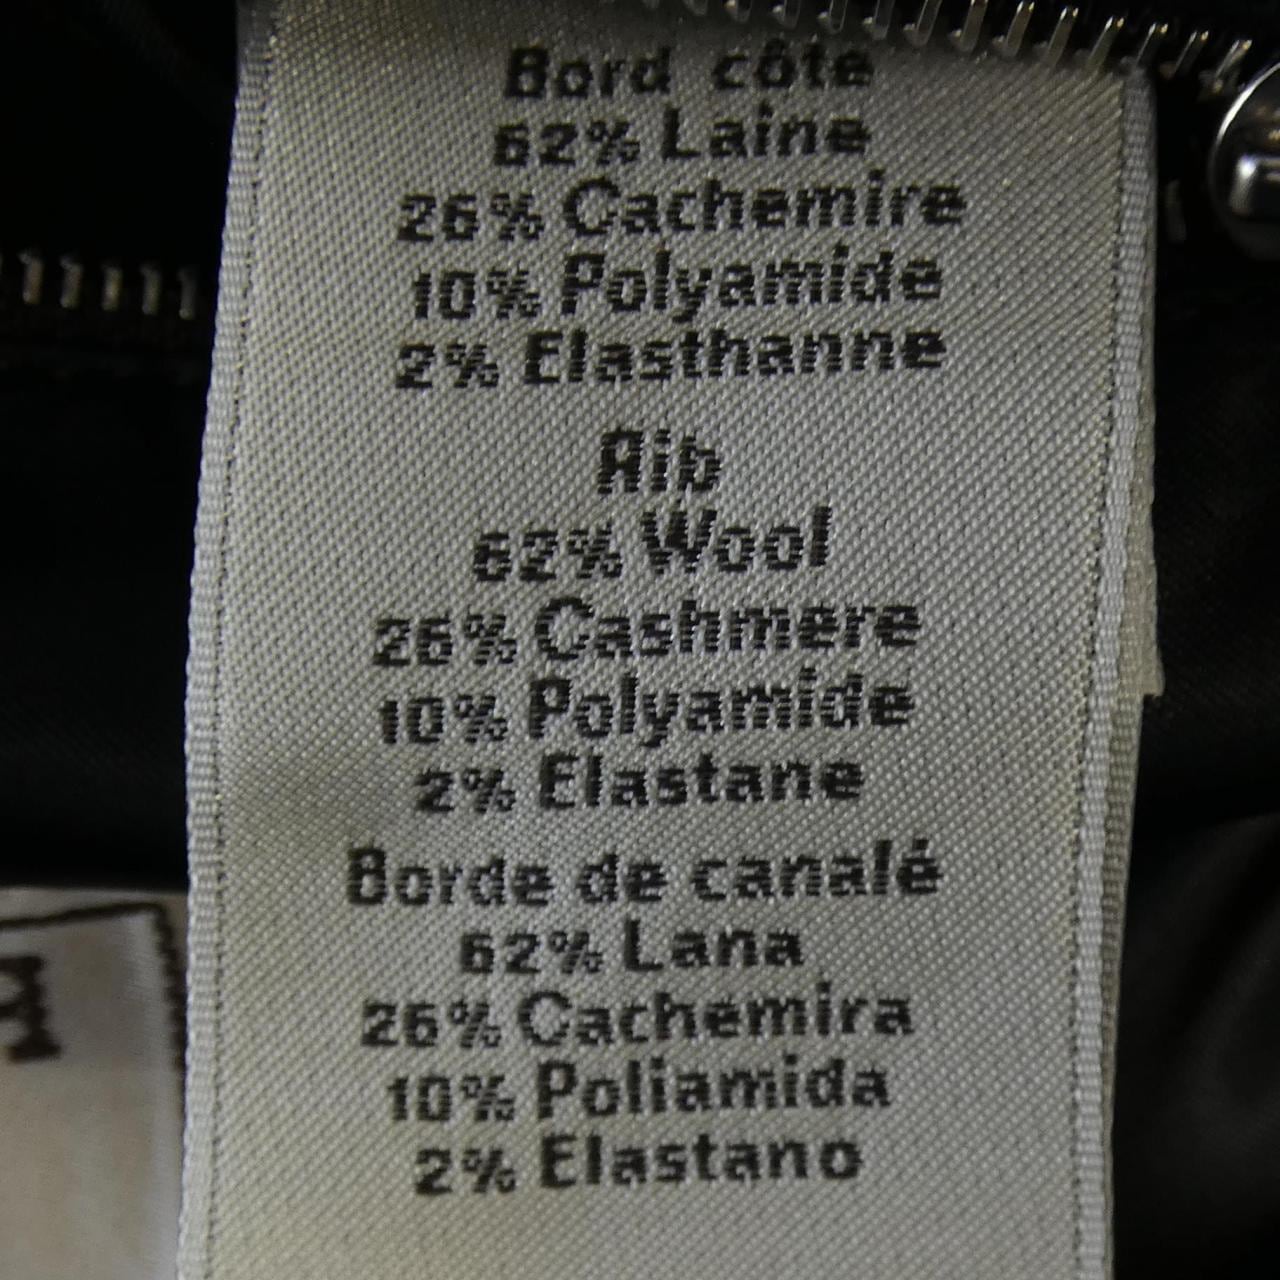 Bord côte
62% Laine
26% Cachemire
10% Polyamide
2% Elasthanne
Rib
62% Wool
26% Cashmere
10% Polyamide
2% Elastane
Borde de canalé
62% Lana
26% Cachemira
10% Poliamida
2% Elastano